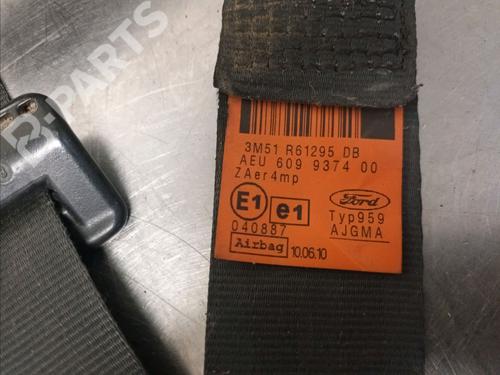 B-PARTS
3M51 R61295 DB
AEU 609 9374 00
ZAer4mp
E1 e1
Ford
Typ959
040887
AJGMA
Airbag 10.06.10